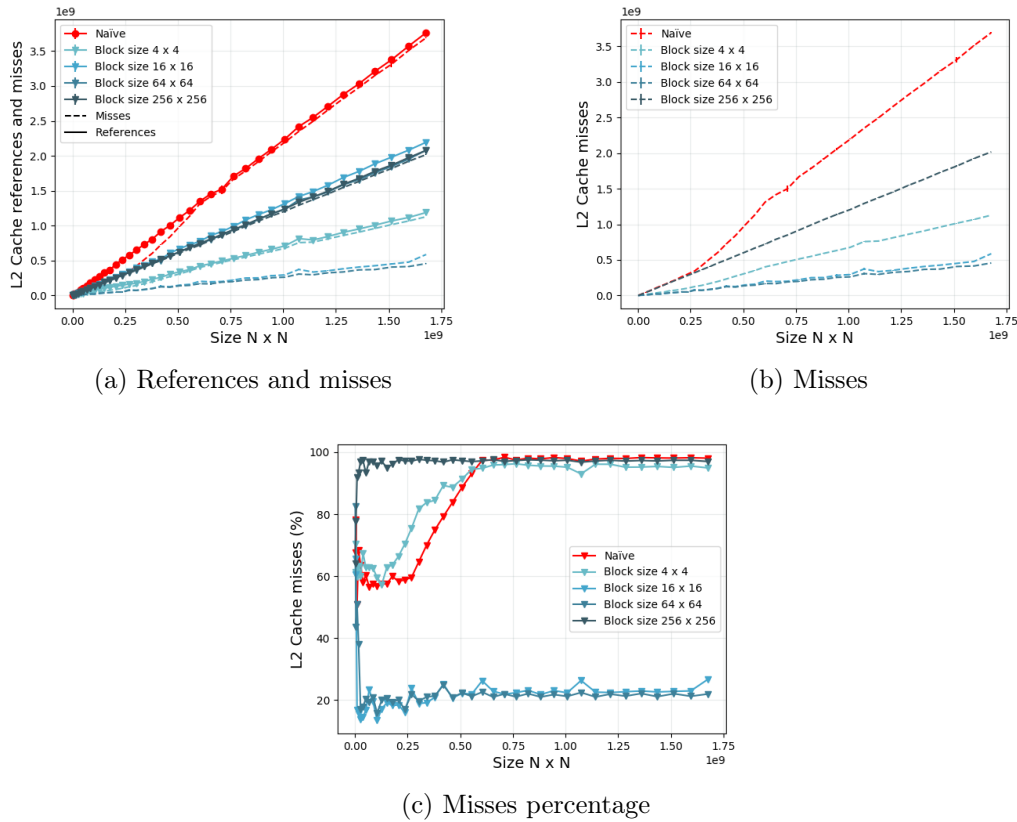 1e9
3.5
3.0
2.5
2.0
1.5
1.0
0.5
0.0
L2 Cache references and misses
Naïve
Block size 4 x 4
Block size 16 x 16
Block size 64 x 64
Block size 256 x 256
Misses
References
0.00 0.25 0.50 0.75 1.00 1.25 1.50 1.75
1e9
Size N x N
(a) References and misses
1e9
3.5
3.0
2.5
2.0
1.5
1.0
0.5
0.0
L2 Cache misses
Naïve
Block size 4 x 4
Block size 16 x 16
Block size 64 x 64
Block size 256 x 256
0.00 0.25 0.50 0.75 1.00 1.25 1.50 1.75
1e9
Size N x N
(b) Misses
100
80
60
40
20
L2 Cache misses (%)
Naïve
Block size 4 x 4
Block size 16 x 16
Block size 64 x 64
Block size 256 x 256
0.00 0.25 0.50 0.75 1.00 1.25 1.50 1.75
1e9
Size N x N
(c) Misses percentage